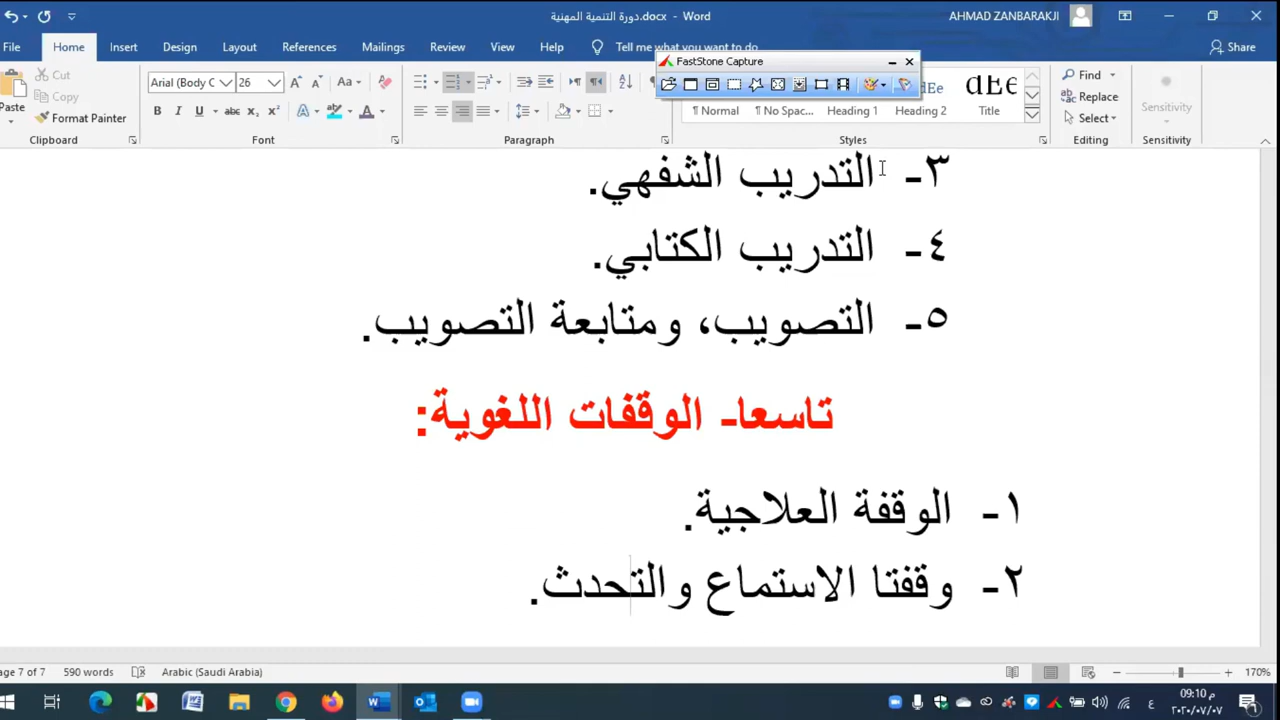 دورة التنمية المهنية.docx - Word
AHMAD ZANBARAKJI
File Home Insert Design Layout References Mailings Review View Help Tell me what you want to do Share
FastStone Capture
Cut
Copy
Paste
Format Painter
Arial (Body C 26
Normal
No Spac...
Heading 1
Heading 2
Title
Find
Replace
Select
Sensitivity
Clipboard Font Paragraph Styles Editing Sensitivity
٣- التدريب الشفهي.
٤- التدريب الكتابي.
٥- التصويب، ومتابعة التصويب.
تاسعا- الوقفات اللغوية:
١- الوقفة العلاجية.
٢- وقفتا الاستماع والتحدث.
age 7 of 7 590 words Arabic (Saudi Arabia) 170%
ع
م 09:10
٢٠٢٠/٠٧/٠٧